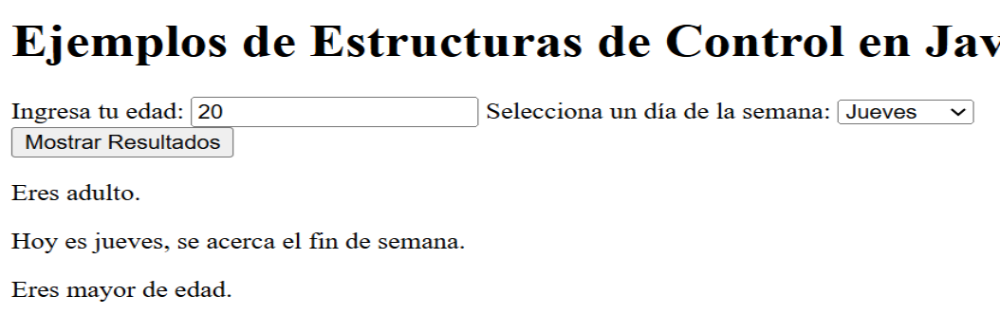 Ejemplos de Estructuras de Control en Jav
Ingresa tu edad: 20 Selecciona un día de la semana: Jueves
Mostrar Resultados
Eres adulto.
Hoy es jueves, se acerca el fin de semana.
Eres mayor de edad.